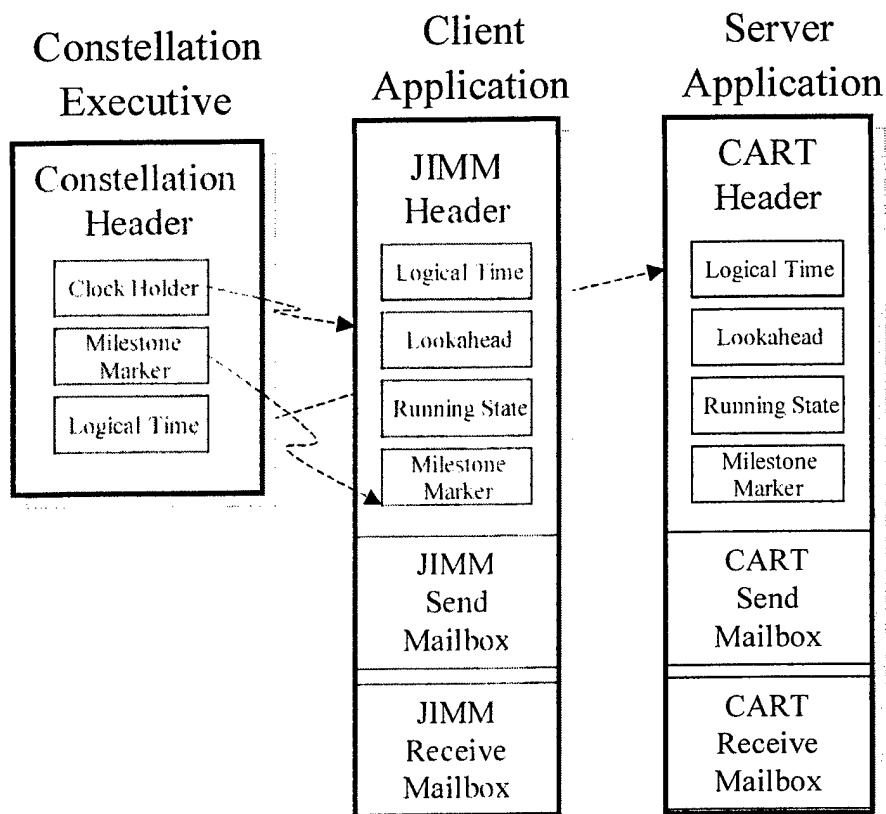 Constellation
Executive
Constellation
Header
Clock Holder
Milestone
Marker
Logical Time
Client
Application
JIMM
Header
Logical Time
Lookahead
Running State
Milestone
Marker
JIMM
Send
Mailbox
JIMM
Receive
Mailbox
Server
Application
CART
Header
Logical Time
Lookahead
Running State
Milestone
Marker
CART
Send
Mailbox
CART
Receive
Mailbox